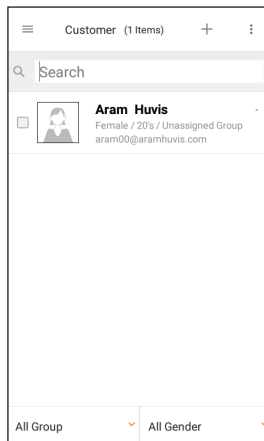 Customer (1 Items)
Search
Aram Huvis
Female / 20's / Unassigned Group
aram00@aramhuvis.com
All Group
All Gender